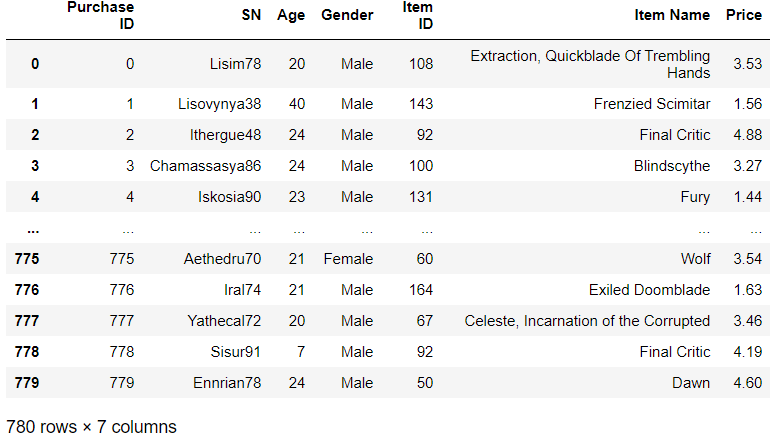 Purchase ID SN Age Gender Item ID Item Name Price
0 0 Lisim78 20 Male 108 Extraction, Quickblade Of Trembling Hands 3.53
1 1 Lisovynya38 40 Male 143 Frenzied Scimitar 1.56
2 2 Ithergue48 24 Male 92 Final Critic 4.88
3 3 Chamassasya86 24 Male 100 Blindscythe 3.27
4 4 Iskosia90 23 Male 131 Fury 1.44
... ... ... ... ... ... ... ...
775 775 Aethedru70 21 Female 60 Wolf 3.54
776 776 Iral74 21 Male 164 Exiled Doomblade 1.63
777 777 Yathecal72 20 Male 67 Celeste, Incarnation of the Corrupted 3.46
778 778 Sisur91 7 Male 92 Final Critic 4.19
779 779 Ennrian78 24 Male 50 Dawn 4.60
780 rows × 7 columns